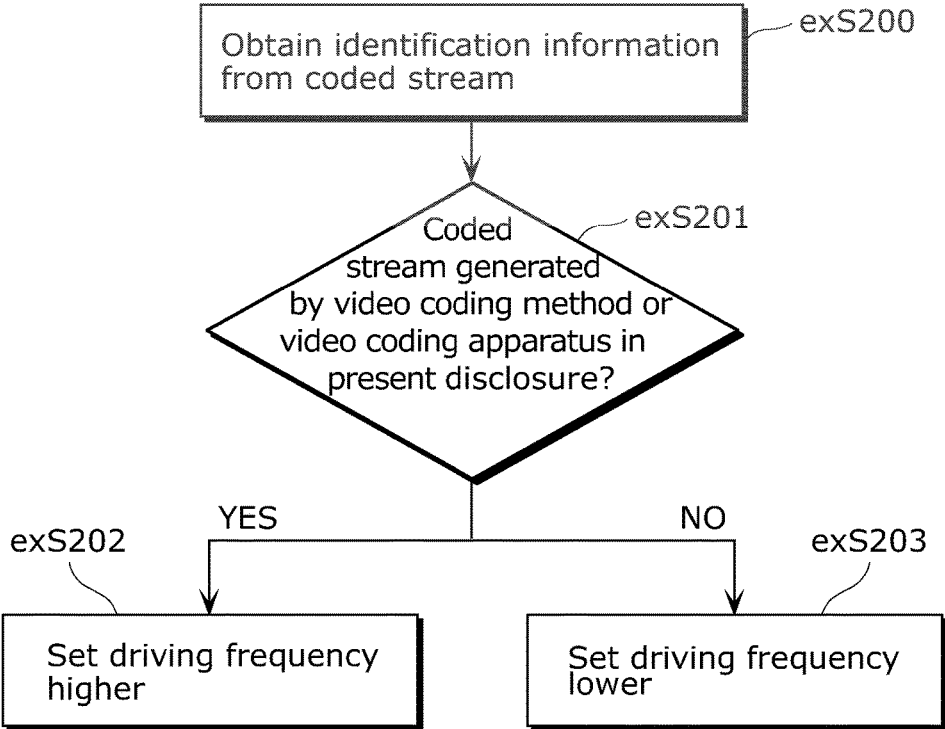 exS200
Obtain identification information
from coded stream
exS201
Coded
stream generated
by video coding method or
video coding apparatus in
present disclosure?
YES
NO
exS202
exS203
Set driving frequency
higher
Set driving frequency
lower